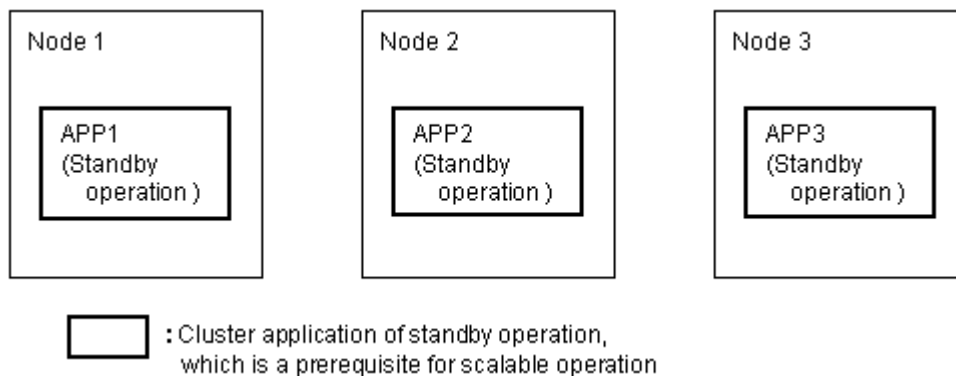 Node 1
APP1
(Standby
operation )
Node 2
APP2
(Standby
operation )
Node 3
APP3
(Standby
operation )
: Cluster application of standby operation,
which is a prerequisite for scalable operation